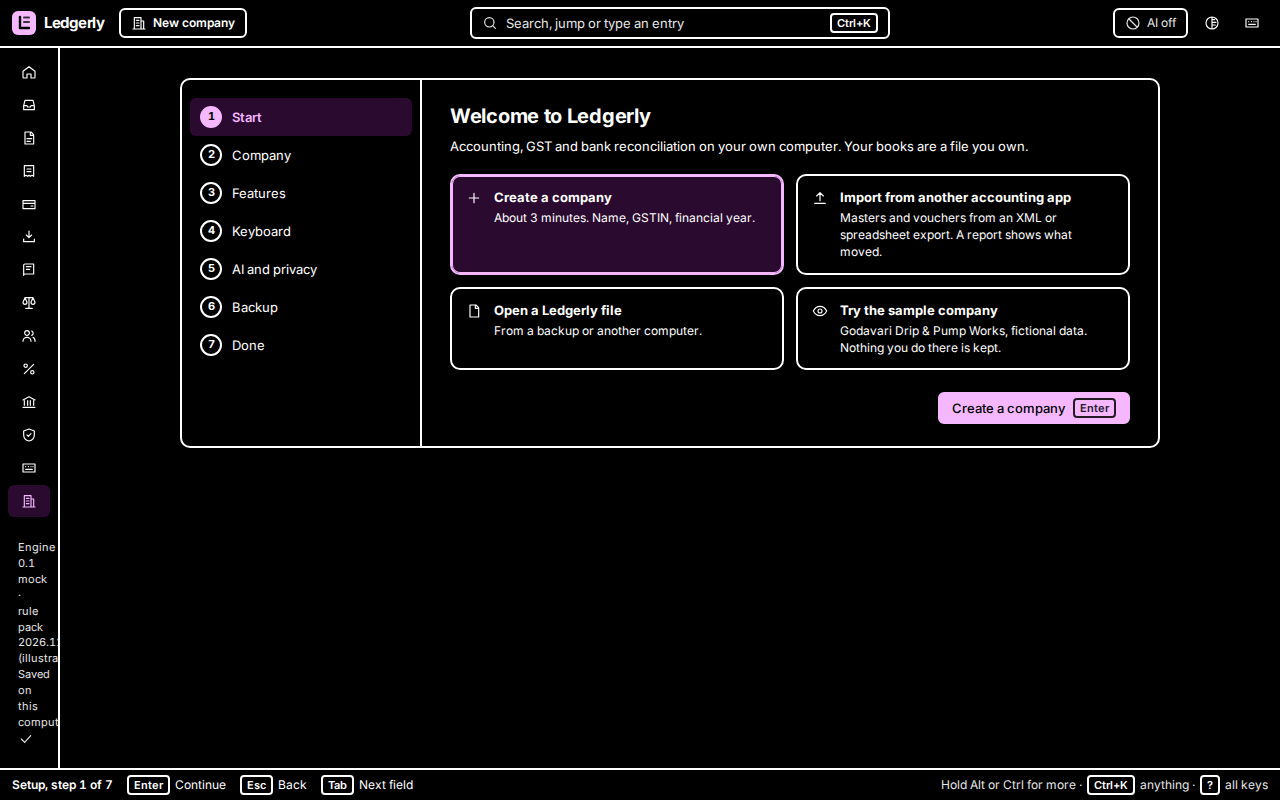 Ledgerly
New company
Search, jump or type an entry
Ctrl+K
AI off
1 Start
2 Company
3 Features
4 Keyboard
5 AI and privacy
6 Backup
7 Done
Welcome to Ledgerly
Accounting, GST and bank reconciliation on your own computer. Your books are a file you own.
Create a company
About 3 minutes. Name, GSTIN, financial year.
Import from another accounting app
Masters and vouchers from an XML or
spreadsheet export. A report shows what
moved.
Open a Ledgerly file
From a backup or another computer.
Try the sample company
Godavari Drip & Pump Works, fictional data.
Nothing you do there is kept.
Create a company Enter
Engine
0.1
mock
·
rule
pack
Saved
on
this
Setup, step 1 of 7 Enter Continue Esc Back Tab Next field
Hold Alt or Ctrl for more · Ctrl+K anything · ? all keys